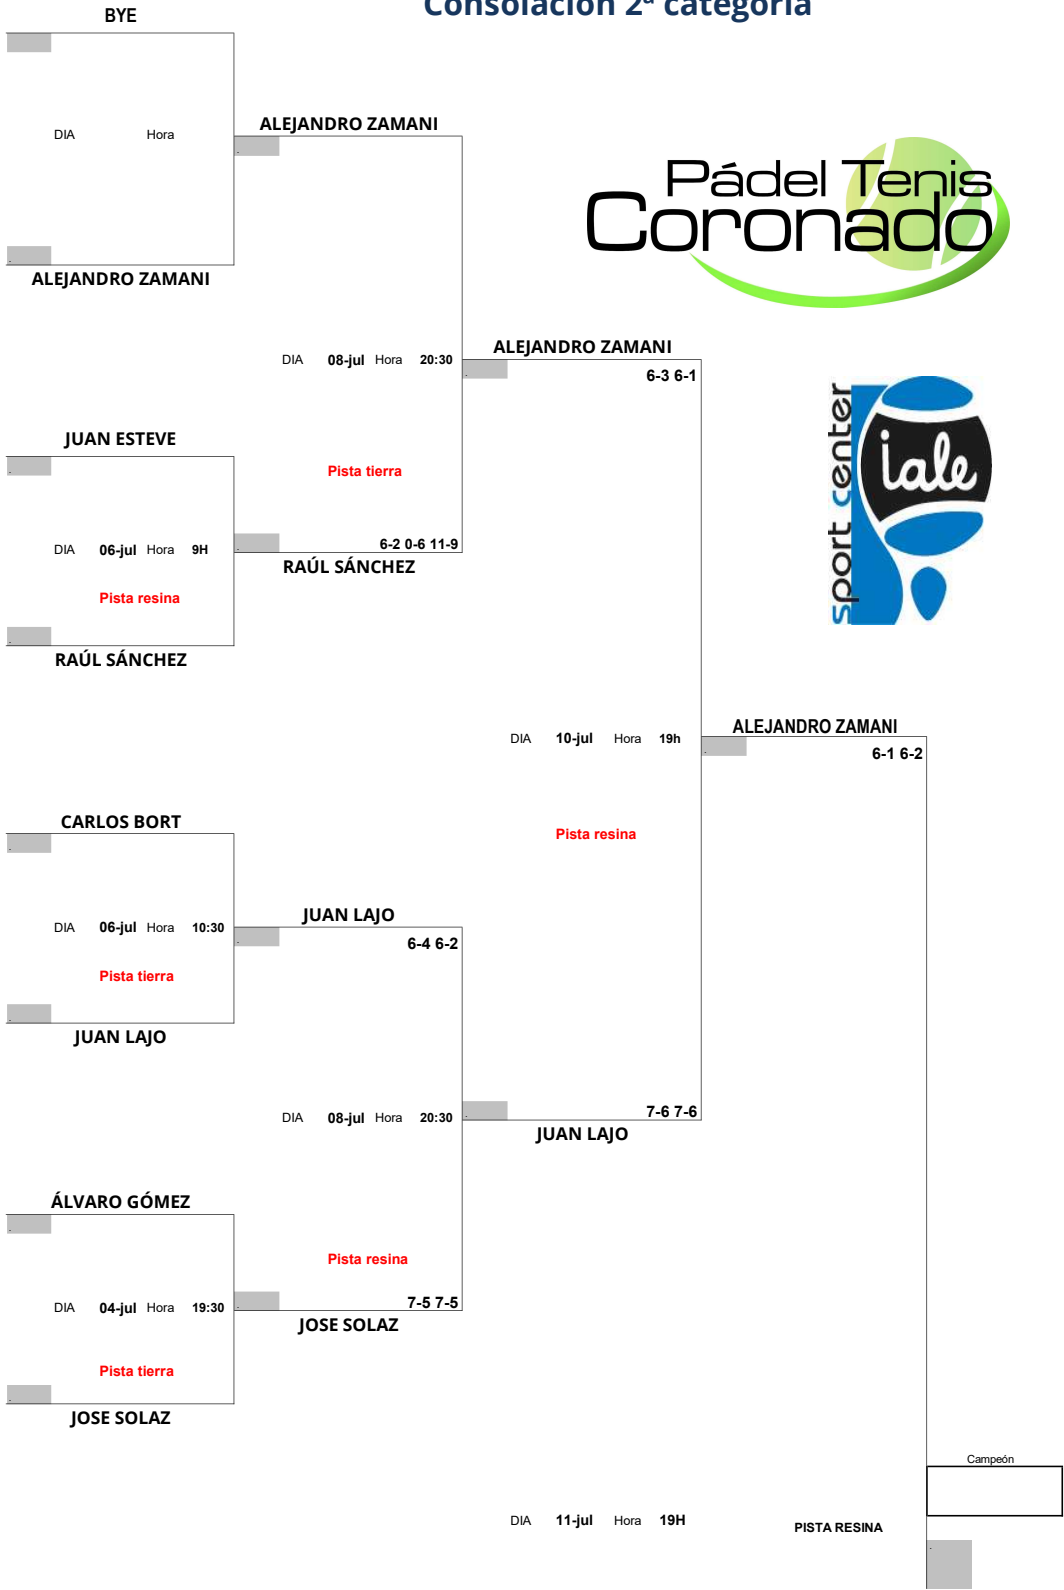 Consolación 2ª categoría
BYE
DIA Hora
ALEJANDRO ZAMANI
ALEJANDRO ZAMANI
Pádel Tenis
Coronado
DIA 08-jul Hora 20:30
ALEJANDRO ZAMANI
6-3 6-1
sport center
iale
JUAN ESTEVE
Pista tierra
DIA 06-jul Hora 9H
6-2 0-6 11-9
RAÚL SÁNCHEZ
Pista resina
RAÚL SÁNCHEZ
DIA 10-jul Hora 19h
ALEJANDRO ZAMANI
6-1 6-2
CARLOS BORT
Pista resina
DIA 06-jul Hora 10:30
JUAN LAJO
6-4 6-2
Pista tierra
JUAN LAJO
DIA 08-jul Hora 20:30
7-6 7-6
JUAN LAJO
ÁLVARO GÓMEZ
Pista resina
DIA 04-jul Hora 19:30
7-5 7-5
JOSE SOLAZ
Pista tierra
JOSE SOLAZ
Campeón
DIA 11-jul Hora 19H
PISTA RESINA